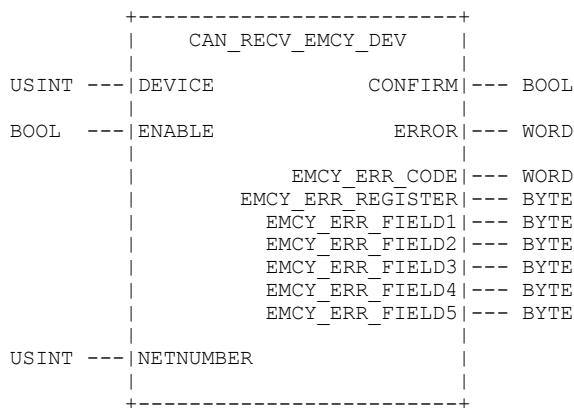 CAN_RECV_EMCY_DEV
USINT ---|DEVICE CONFIRM|--- BOOL
BOOL ---|ENABLE ERROR|--- WORD
EMCY_ERR_CODE|--- WORD
EMCY_ERR_REGISTER|--- BYTE
EMCY_ERR_FIELD1|--- BYTE
EMCY_ERR_FIELD2|--- BYTE
EMCY_ERR_FIELD3|--- BYTE
EMCY_ERR_FIELD4|--- BYTE
EMCY_ERR_FIELD5|--- BYTE
USINT ---|NETNUMBER